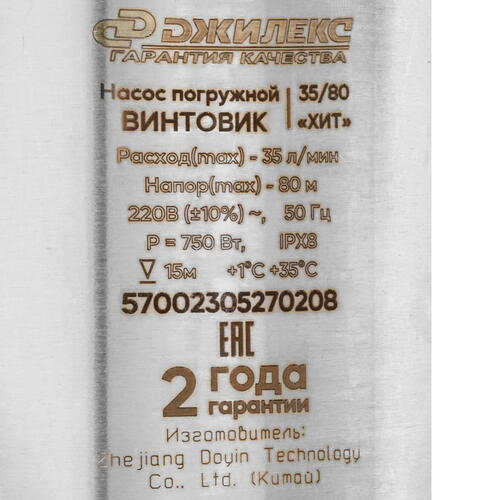 ДЖИЛЕКС
ГАРАНТИЯ КАЧЕСТВА
Насос погружной 35/80
ВИНТОВИК «ХИТ»
Расход(max) - 35 л/мин
Напор(max) - 80 м
220В (±10%) ~, 50 Гц
P = 750 Вт, IPX8
15м +1°C +35°C
57002305270208
EAC
2 года
гарантии
Изготовитель:
Zhejiang Doyin Technology
Co., Ltd. (Китай)